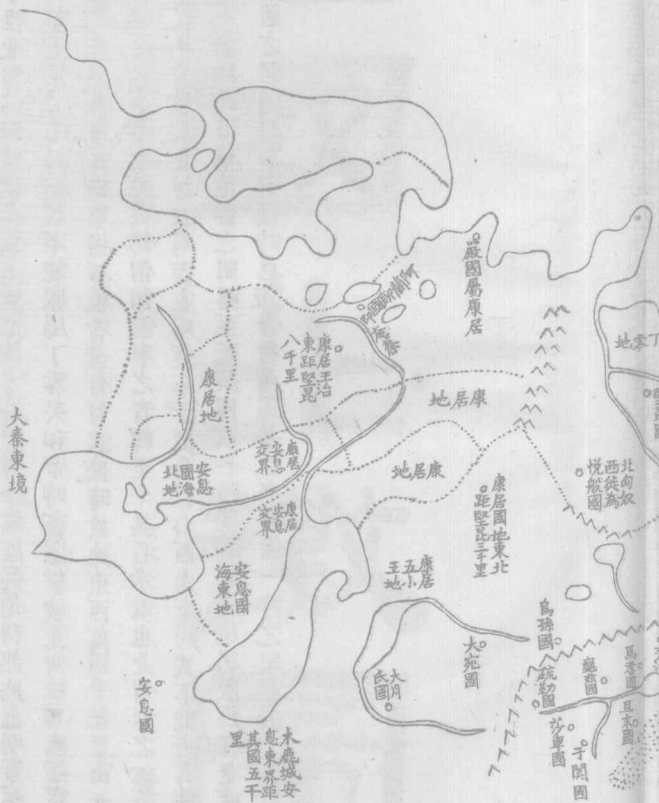 嚴國屬康居
丁零地
康居王治
東距堅昆
八千里
康居地
康居地
康居地
康居國地東北
距堅昆三千里
北匈奴
西徙為
悅般國
大秦東境
安息
國海
北地
康居
安息
交界
康居
安息
交界
安息國
海東地
康居
五小
王地
烏孫國
大宛國
大月
氏國
疏勒國
龜茲國
焉耆國
且末國
莎車國
于闐國
安息國
木鹿城安
息東界距
其國五千
里